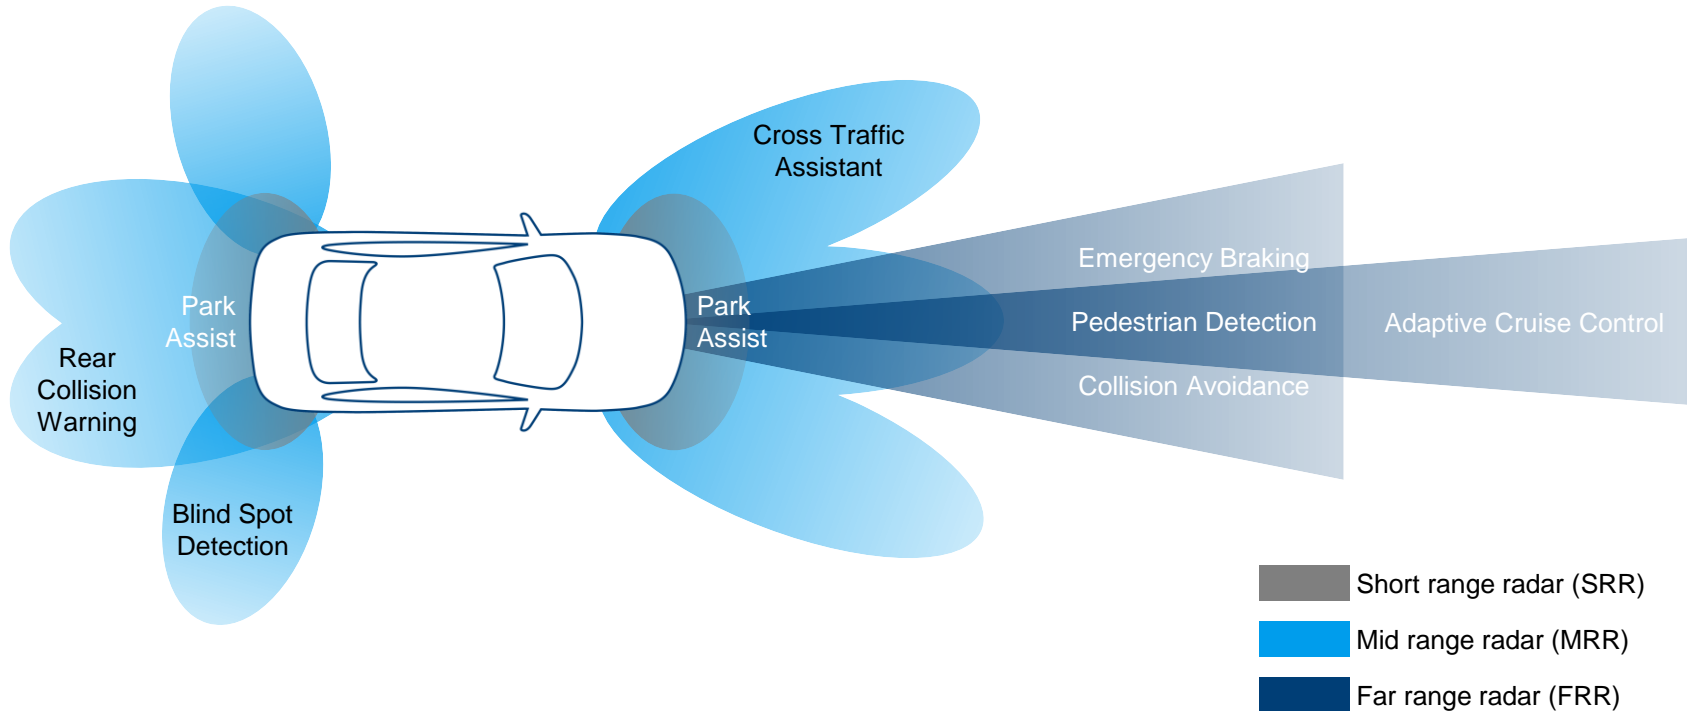 Cross Traffic
Assistant
Emergency Braking
Park
Assist
Park
Assist
Pedestrian Detection
Adaptive Cruise Control
Rear
Collision
Warning
Collision Avoidance
Blind Spot
Detection
Short range radar (SRR)
Mid range radar (MRR)
Far range radar (FRR)